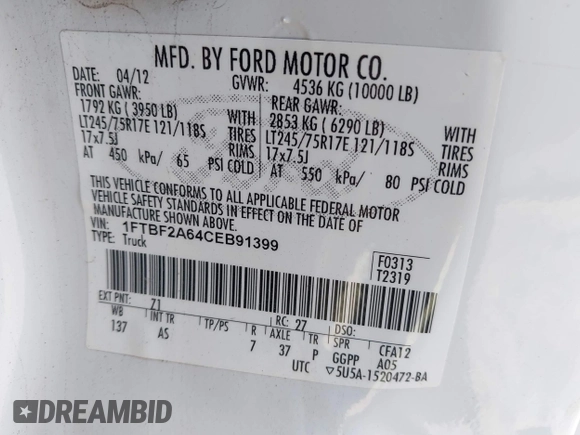 MFD. BY FORD MOTOR CO.
DATE: 04/12 GVWR: 4536 KG (10000 LB)
FRONT GAWR: REAR GAWR:
1792 KG ( 3950 LB) WITH 2853 KG ( 6290 LB) WITH
LT245/75R17E 121/118S TIRES LT245/75R17E 121/118S TIRES
17x7.5J RIMS 17x7.5J RIMS
AT 450 kPa/ 65 PSI COLD AT 550 kPa/ 80 PSI COLD
THIS VEHICLE CONFORMS TO ALL APPLICABLE FEDERAL MOTOR
VEHICLE SAFETY STANDARDS IN EFFECT ON THE DATE OF
MANUFACTURE SHOWN ABOVE.
VIN: 1FTBF2A64CEB91399
TYPE: Truck
F0313
T2319
EXT PNT: Z1 RC: 27 DSO:
WB INT TR TP/PS R AXLE TR SPR CFA12
137 AS 7 37 P GGPP A05
UTC ▽5U5A-1520472-BA
DREAMBID